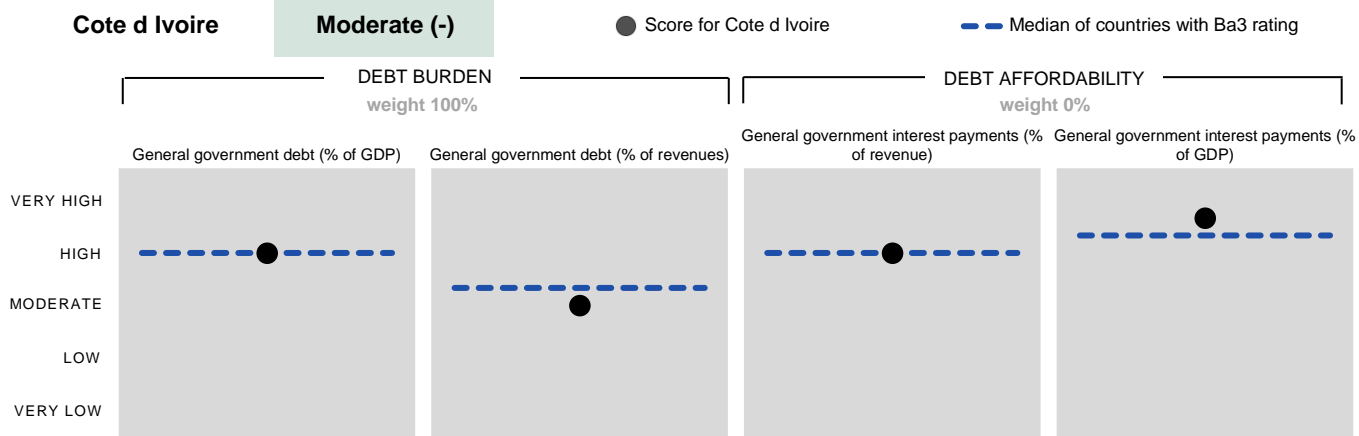 Cote d Ivoire
Moderate (-)
Score for Cote d Ivoire
Median of countries with Ba3 rating
DEBT BURDEN
weight 100%
DEBT AFFORDABILITY
weight 0%
General government debt (% of GDP)
General government debt (% of revenues)
General government interest payments (%
of revenue)
General government interest payments (%
of GDP)
VERY HIGH
HIGH
MODERATE
LOW
VERY LOW